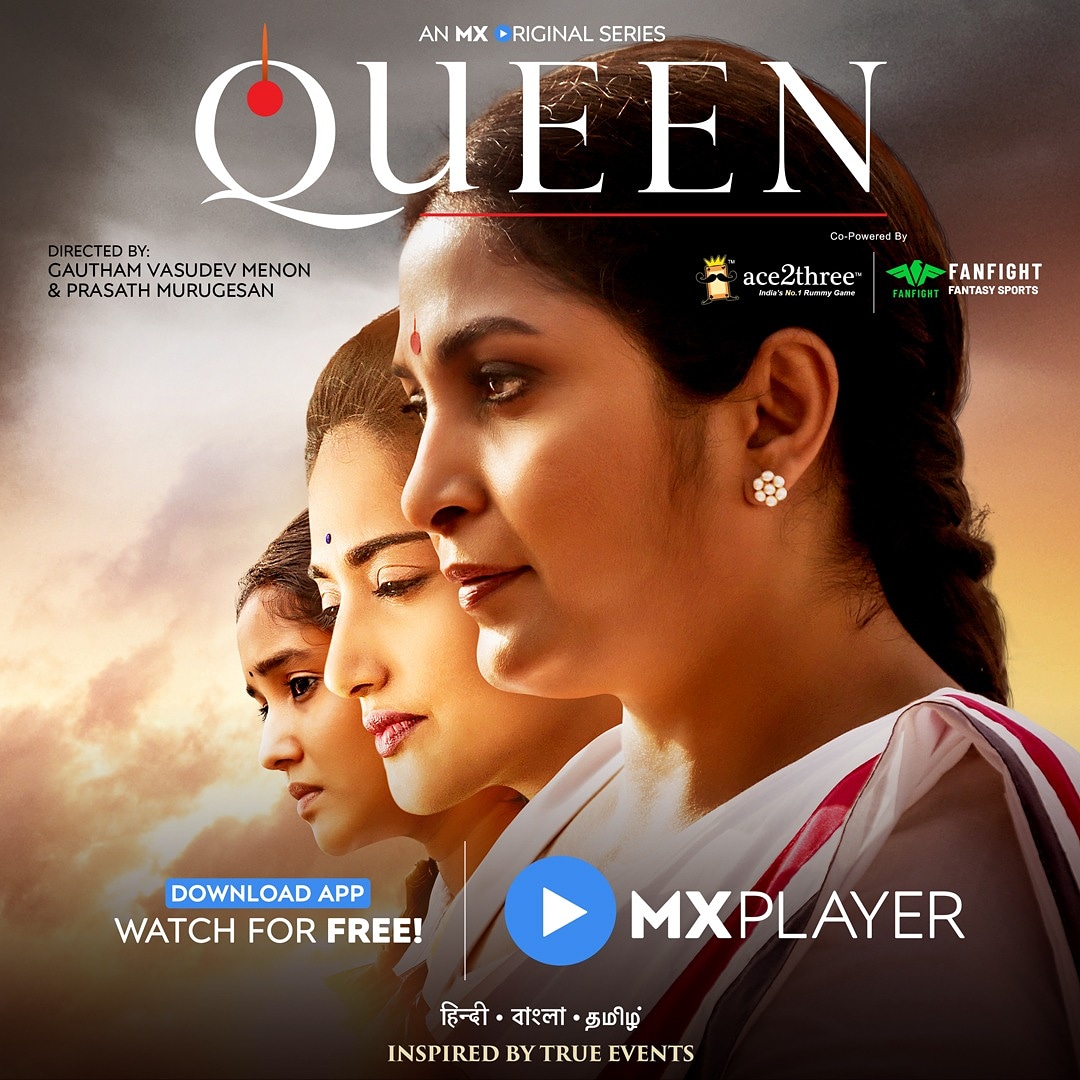 AN MX ORIGINAL SERIES
QUEEN
DIRECTED BY:
GAUTHAM VASUDEV MENON
& PRASATH MURUGESAN
Co-Powered By
ace2three™
India's No.1 Rummy Game
FANFIGHT
FANFIGHT
FANTASY SPORTS
DOWNLOAD APP
WATCH FOR FREE!
MXPLAYER
हिन्दी • বাংলা • தமிழ்
INSPIRED BY TRUE EVENTS